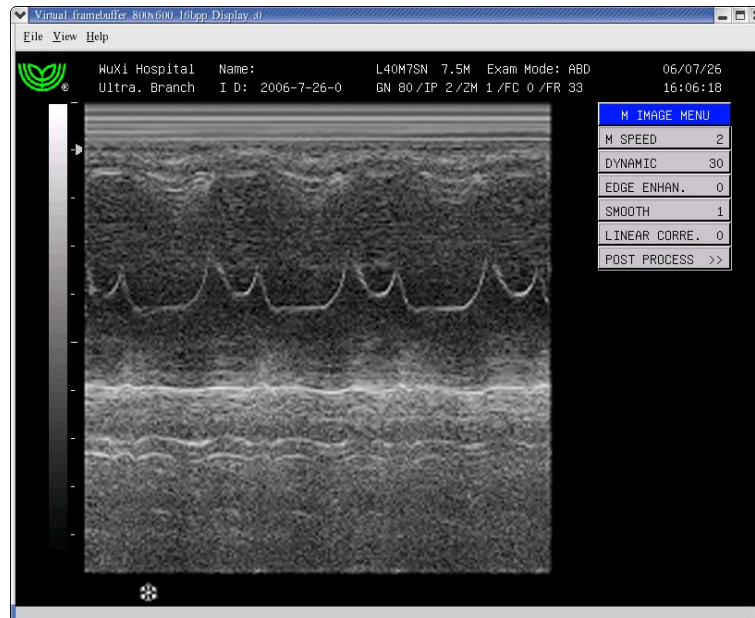 Virtual framebuffer 800x600 16bpp Display :0
File View Help
WuXi Hospital Name: L40M7SN 7.5M Exam Mode: ABD 06/07/26
Ultra. Branch I D: 2006-7-26-0 GN 80/IP 2/ZM 1/FC 0/FR 33 16:06:18
M IMAGE MENU
M SPEED 2
DYNAMIC 30
EDGE ENHAN. 0
SMOOTH 1
LINEAR CORRE. 0
POST PROCESS >>